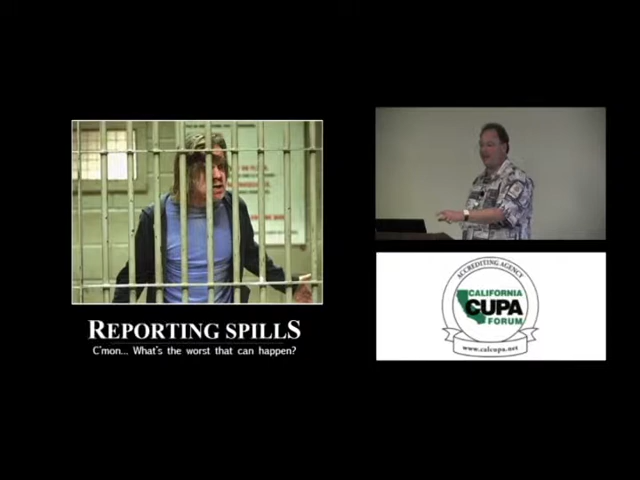 REPORTING SPILLS
C'mon... What's the worst that can happen?
ACCREDITING AGENCY
CALIFORNIA
CUPA
FORUM
www.calcupa.net